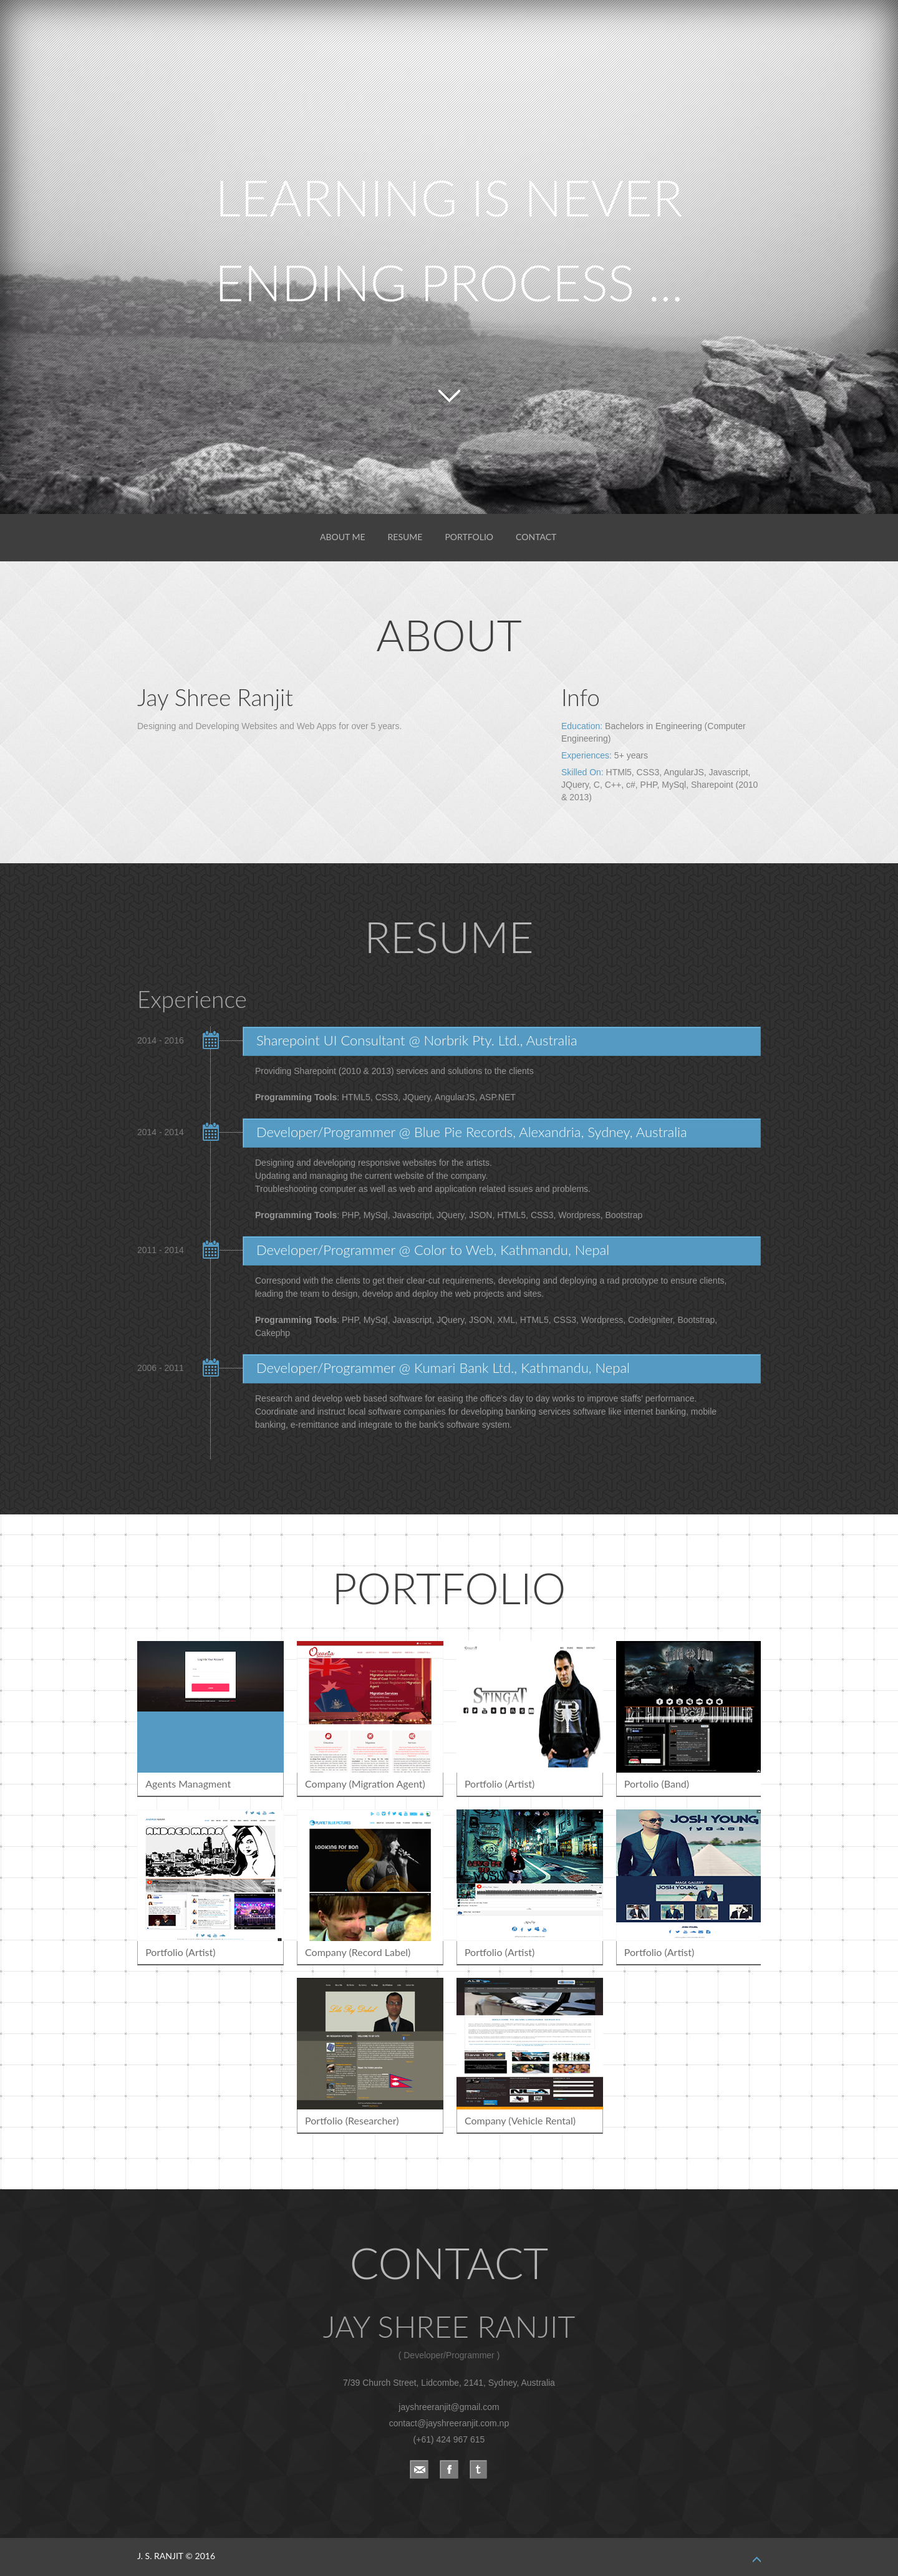 LEARNING IS NEVER
ENDING PROCESS ...
ABOUT ME RESUME PORTFOLIO CONTACT
ABOUT
Jay Shree Ranjit
Designing and Developing Websites and Web Apps for over 5 years.
Info
Education: Bachelors in Engineering (Computer
Engineering)
Experiences: 5+ years
Skilled On: HTMl5, CSS3, AngularJS, Javascript,
JQuery, C, C++, c#, PHP, MySql, Sharepoint (2010
& 2013)
RESUME
Experience
2014 - 2016
Sharepoint UI Consultant @ Norbrik Pty. Ltd., Australia
Providing Sharepoint (2010 & 2013) services and solutions to the clients
Programming Tools: HTML5, CSS3, JQuery, AngularJS, ASP.NET
2014 - 2014
Developer/Programmer @ Blue Pie Records, Alexandria, Sydney, Australia
Designing and developing responsive websites for the artists.
Updating and managing the current website of the company.
Troubleshooting computer as well as web and application related issues and problems.
Programming Tools: PHP, MySql, Javascript, JQuery, JSON, HTML5, CSS3, Wordpress, Bootstrap
2011 - 2014
Developer/Programmer @ Color to Web, Kathmandu, Nepal
Correspond with the clients to get their clear-cut requirements, developing and deploying a rad prototype to ensure clients,
leading the team to design, develop and deploy the web projects and sites.
Programming Tools: PHP, MySql, Javascript, JQuery, JSON, XML, HTML5, CSS3, Wordpress, CodeIgniter, Bootstrap,
Cakephp
2006 - 2011
Developer/Programmer @ Kumari Bank Ltd., Kathmandu, Nepal
Research and develop web based software for easing the office's day to day works to improve staffs' performance.
Coordinate and instruct local software companies for developing banking services software like internet banking, mobile
banking, e-remittance and integrate to the bank's software system.
PORTFOLIO
STINGAT
Agents Managment
Company (Migration Agent)
Portfolio (Artist)
Portolio (Band)
ANDREA MARR
LOOKING FOR BON
JOSH YOUNG
IMAGE GALLERY
JOSH YOUNG
Portfolio (Artist)
Company (Record Label)
Portfolio (Artist)
Portfolio (Artist)
Portfolio (Researcher)
Company (Vehicle Rental)
CONTACT
JAY SHREE RANJIT
( Developer/Programmer )
7/39 Church Street, Lidcombe, 2141, Sydney, Australia
jayshreeranjit@gmail.com
contact@jayshreeranjit.com.np
(+61) 424 967 615
J. S. RANJIT © 2016